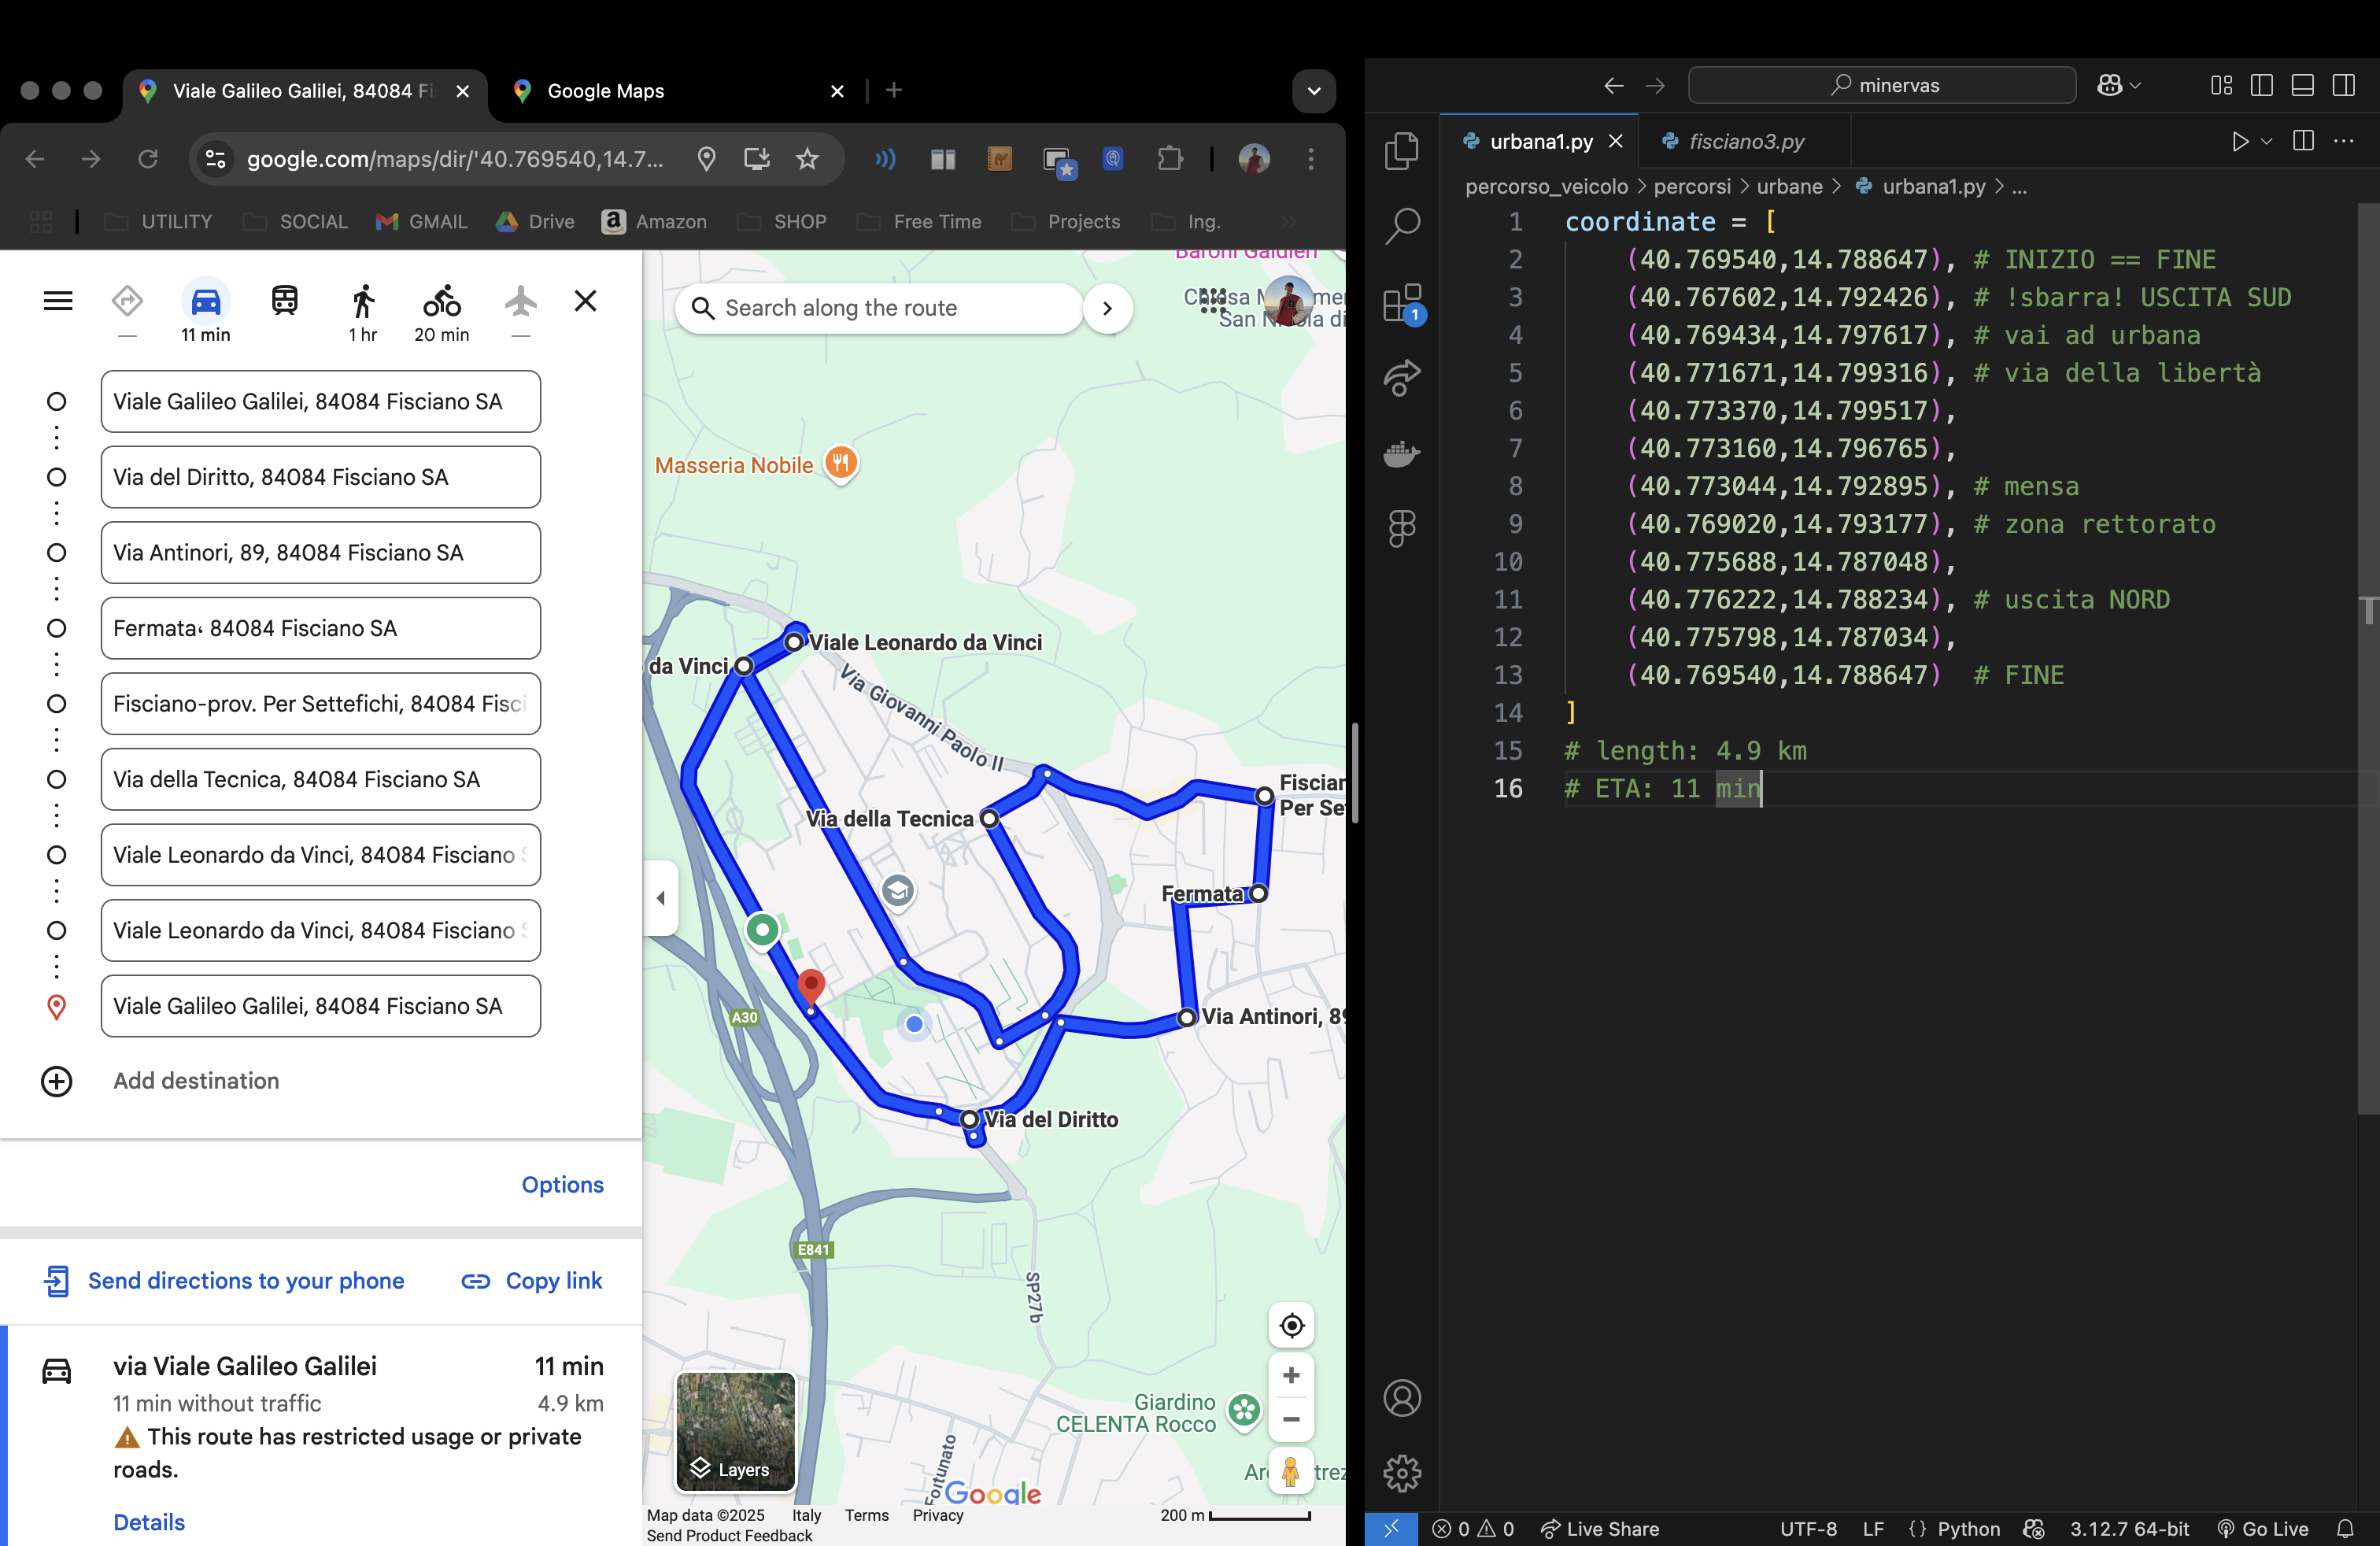 Viale Galileo Galilei, 84084 Fi
Google Maps
google.com/maps/dir/'40.769540,14.7...
UTILITY
SOCIAL
GMAIL
Drive
Amazon
SHOP
Free Time
Projects
Ing.
11 min
1 hr
20 min
Viale Galileo Galilei, 84084 Fisciano SA
Via del Diritto, 84084 Fisciano SA
Via Antinori, 89, 84084 Fisciano SA
Fermata، 84084 Fisciano SA
Fisciano-prov. Per Settefichi, 84084 Fisci
Via della Tecnica, 84084 Fisciano SA
Viale Leonardo da Vinci, 84084 Fisciano S
Viale Leonardo da Vinci, 84084 Fisciano S
Viale Galileo Galilei, 84084 Fisciano SA
Add destination
Options
Send directions to your phone
Copy link
via Viale Galileo Galilei
11 min
11 min without traffic
4.9 km
This route has restricted usage or private
roads.
Details
Search along the route
Masseria Nobile
Viale Leonardo da Vinci
da Vinci
Via Giovanni Paolo II
Via della Tecnica
Fiscian
Per Set
Fermata
Via Antinori, 89
A30
Via del Diritto
E841
SP27b
Giardino
CELENTA Rocco
Fortunato
Layers
Google
Map data ©2025
Italy
Terms
Privacy
200 m
Send Product Feedback
minervas
urbana1.py
fisciano3.py
percorso_veicolo > percorsi > urbane > urbana1.py > ...
1 coordinate = [
2 (40.769540,14.788647), # INIZIO == FINE
3 (40.767602,14.792426), # !sbarra! USCITA SUD
4 (40.769434,14.797617), # vai ad urbana
5 (40.771671,14.799316), # via della libertà
6 (40.773370,14.799517),
7 (40.773160,14.796765),
8 (40.773044,14.792895), # mensa
9 (40.769020,14.793177), # zona rettorato
10 (40.775688,14.787048),
11 (40.776222,14.788234), # uscita NORD
12 (40.775798,14.787034),
13 (40.769540,14.788647) # FINE
14 ]
15 # length: 4.9 km
16 # ETA: 11 min
1
0
0
Live Share
UTF-8
LF
{} Python
3.12.7 64-bit
Go Live